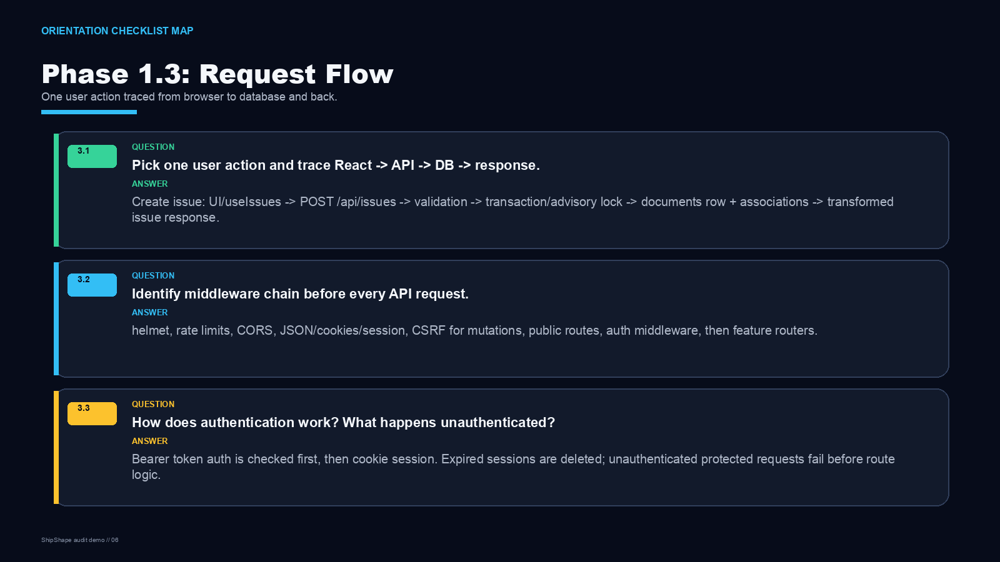 ORIENTATION CHECKLIST MAP
Phase 1.3: Request Flow
One user action traced from browser to database and back.
3.1
QUESTION
Pick one user action and trace React -> API -> DB -> response.
ANSWER
Create issue: UI/useIssues -> POST /api/issues -> validation -> transaction/advisory lock -> documents row + associations -> transformed
issue response.
3.2
QUESTION
Identify middleware chain before every API request.
ANSWER
helmet, rate limits, CORS, JSON/cookies/session, CSRF for mutations, public routes, auth middleware, then feature routers.
3.3
QUESTION
How does authentication work? What happens unauthenticated?
ANSWER
Bearer token auth is checked first, then cookie session. Expired sessions are deleted; unauthenticated protected requests fail before route
logic.
ShipShape audit demo // 06